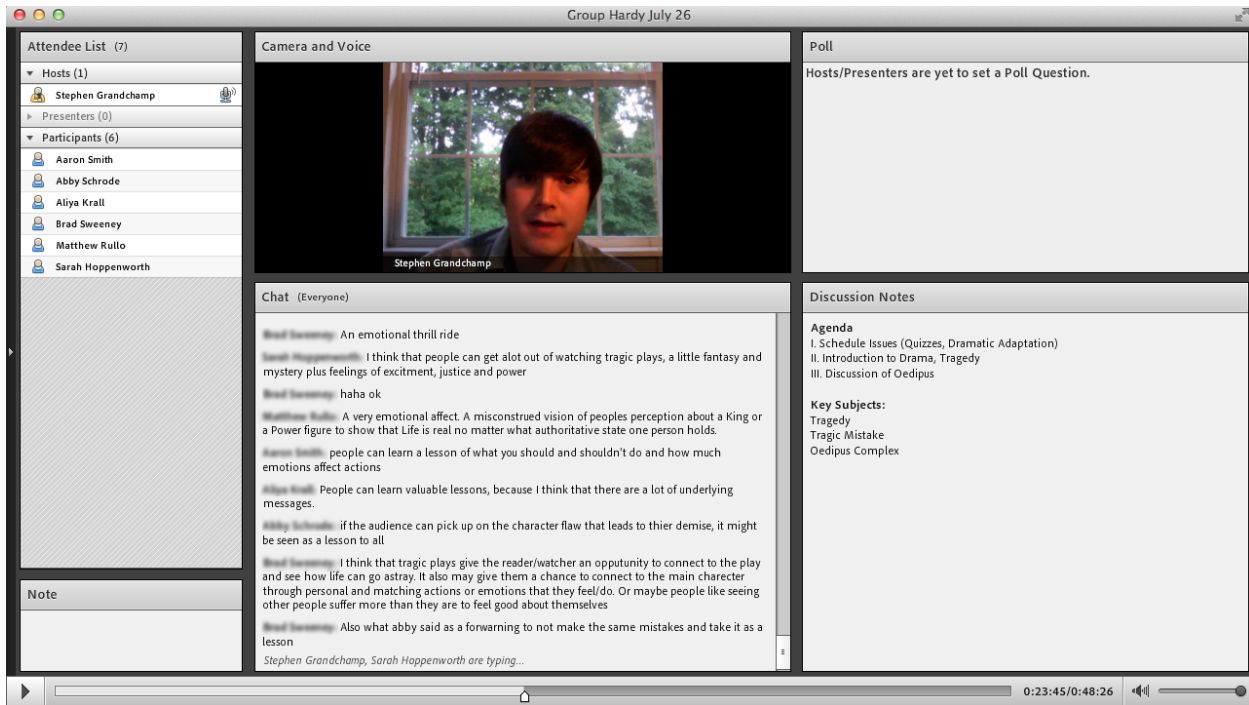 Group Hardy July 26
Attendee List (7)
Hosts (1)
Stephen Grandchamp
Presenters (0)
Participants (6)
Aaron Smith
Abby Schrode
Aliya Krall
Brad Sweeney
Matthew Rullo
Sarah Hoppenworth
Note
Camera and Voice
Stephen Grandchamp
Chat (Everyone)
An emotional thrill ride
I think that people can get alot out of watching tragic plays, a little fantasy and
mystery plus feelings of excitment, justice and power
haha ok
A very emotional affect. A misconstrued vision of peoples perception about a King or
a Power figure to show that Life is real no matter what authoritative state one person holds.
people can learn a lesson of what you should and shouldn't do and how much
emotions affect actions
People can learn valuable lessons, because I think that there are a lot of underlying
messages.
if the audience can pick up on the character flaw that leads to thier demise, it might
be seen as a lesson to all
I think that tragic plays give the reader/watcher an opputunity to connect to the play
and see how life can go astray. It also may give them a chance to connect to the main charecter
through personal and matching actions or emotions that they feel/do. Or maybe people like seeing
other people suffer more than they are to feel good about themselves
Also what abby said as a forwarning to not make the same mistakes and take it as a
lesson
Stephen Grandchamp, Sarah Hoppenworth are typing...
Poll
Hosts/Presenters are yet to set a Poll Question.
Discussion Notes
Agenda
I. Schedule Issues (Quizzes, Dramatic Adaptation)
II. Introduction to Drama, Tragedy
III. Discussion of Oedipus
Key Subjects:
Tragedy
Tragic Mistake
Oedipus Complex
0:23:45/0:48:26